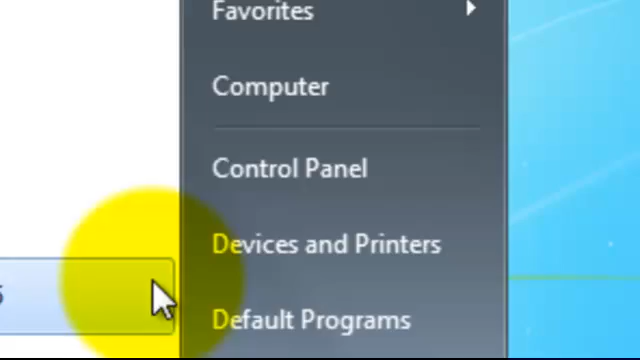 Favorites
Computer
Control Panel
Devices and Printers
Default Programs